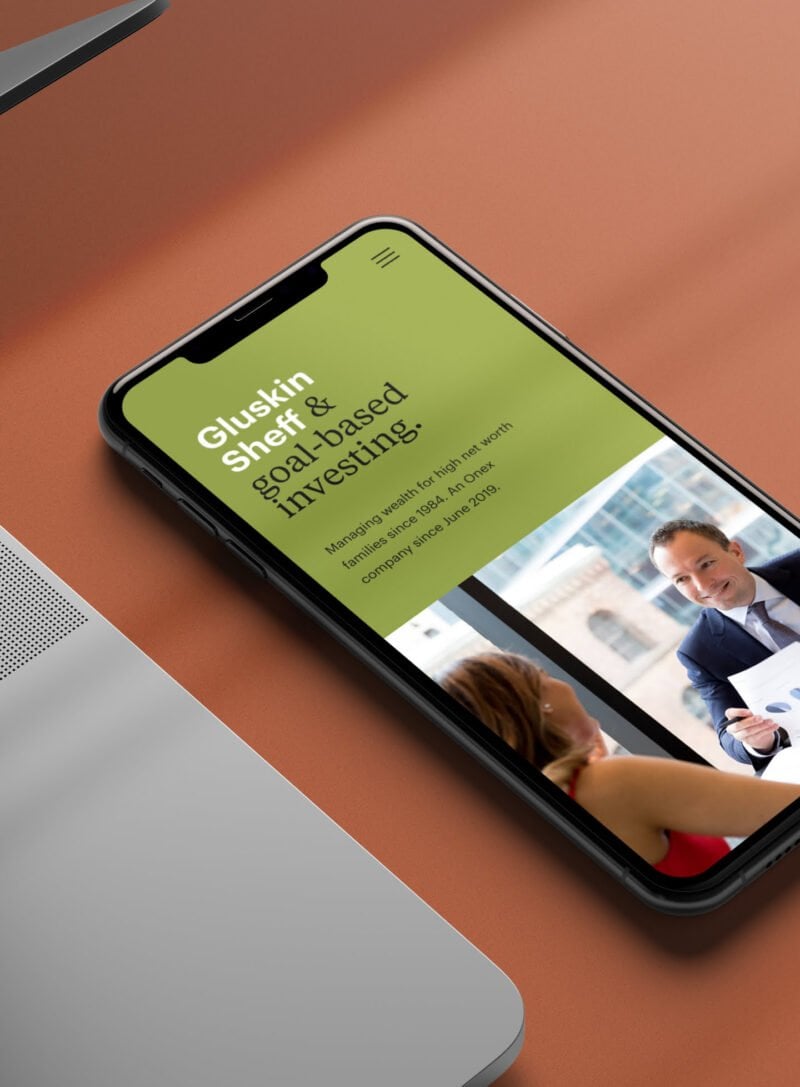 Gluskin
Sheff &
goal-based
investing.
Managing wealth for high net worth
families since 1984. An Onex
company since June 2019.